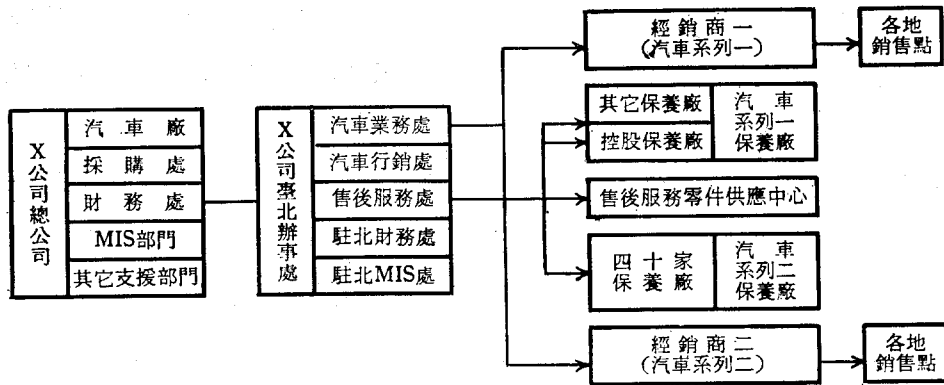 X公司總公司
汽車廠
採購處
財務處
MIS部門
其它支援部門
X公司臺北辦事處
汽車業務處
汽車行銷處
售後服務處
駐北財務處
駐北MIS處
經銷商一
(汽車系列一)
各地
銷售點
其它保養廠
控股保養廠
汽車
系列一
保養廠
售後服務零件供應中心
四十家
保養廠
汽車
系列二
保養廠
經銷商二
(汽車系列二)
各地
銷售點